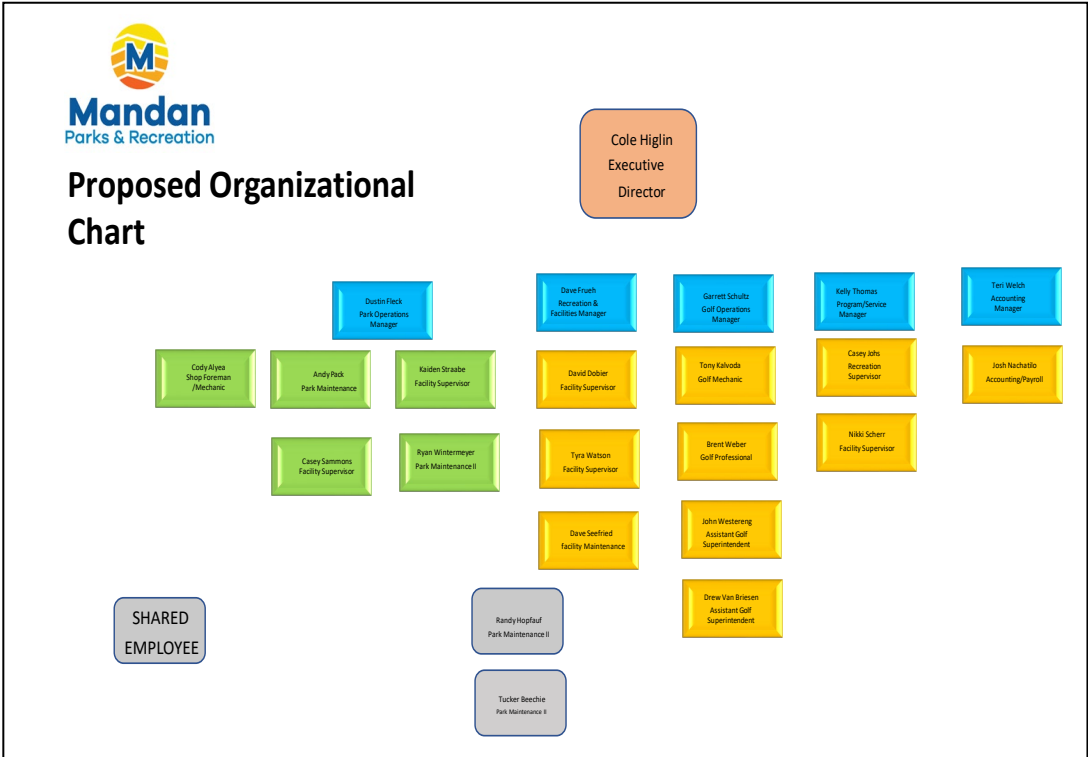 M
Mandan
Parks & Recreation
Proposed Organizational
Chart
Cole Higlin
Executive
Director
Dustin Fleck
Park Operations
Manager
Dave Frueh
Recreation &
Facilities Manager
Garrett Schultz
Golf Operations
Manager
Kelly Thomas
Program/Service
Manager
Teri Welch
Accounting
Manager
Cody Alyea
Shop Foreman
/Mechanic
Andy Pack
Park Maintenance
Kaiden Straabe
Facility Supervisor
David Dobier
Facility Supervisor
Tony Kalvoda
Golf Mechanic
Casey Johs
Recreation
Supervisor
Josh Nachatilo
Accounting/Payroll
Casey Sammons
Facility Supervisor
Ryan Wintermeyer
Park Maintenance II
Tyra Watson
Facility Supervisor
Brent Weber
Golf Professional
Nikki Scherr
Facility Supervisor
Dave Seefried
facility Maintenance
John Westereng
Assistant Golf
Superintendent
Drew Van Briesen
Assistant Golf
Superintendent
SHARED
EMPLOYEE
Randy Hopfauf
Park Maintenance II
Tucker Beechie
Park Maintenance II